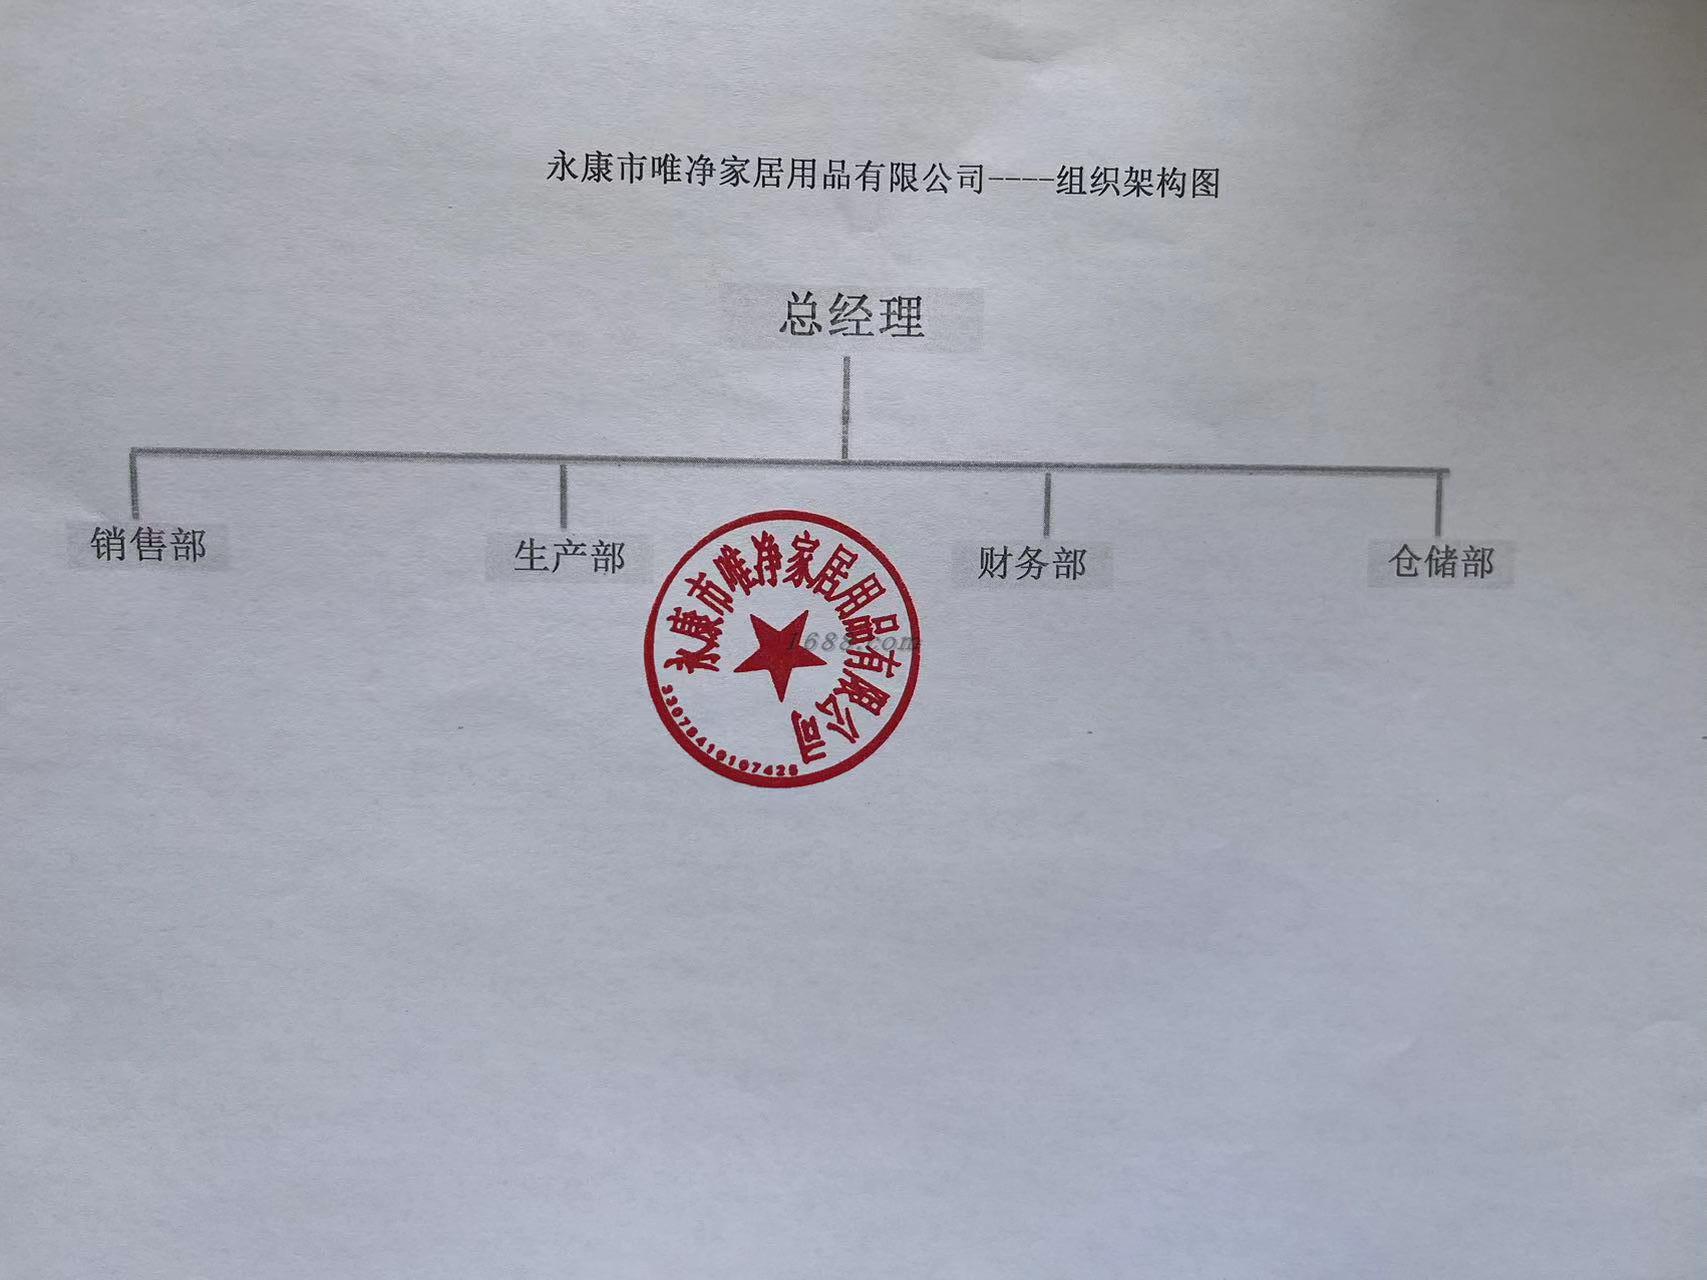 永康市唯净家居用品有限公司----组织架构图
总经理
销售部
生产部
财务部
仓储部
永康市唯净家居用品有限公司
1688.com